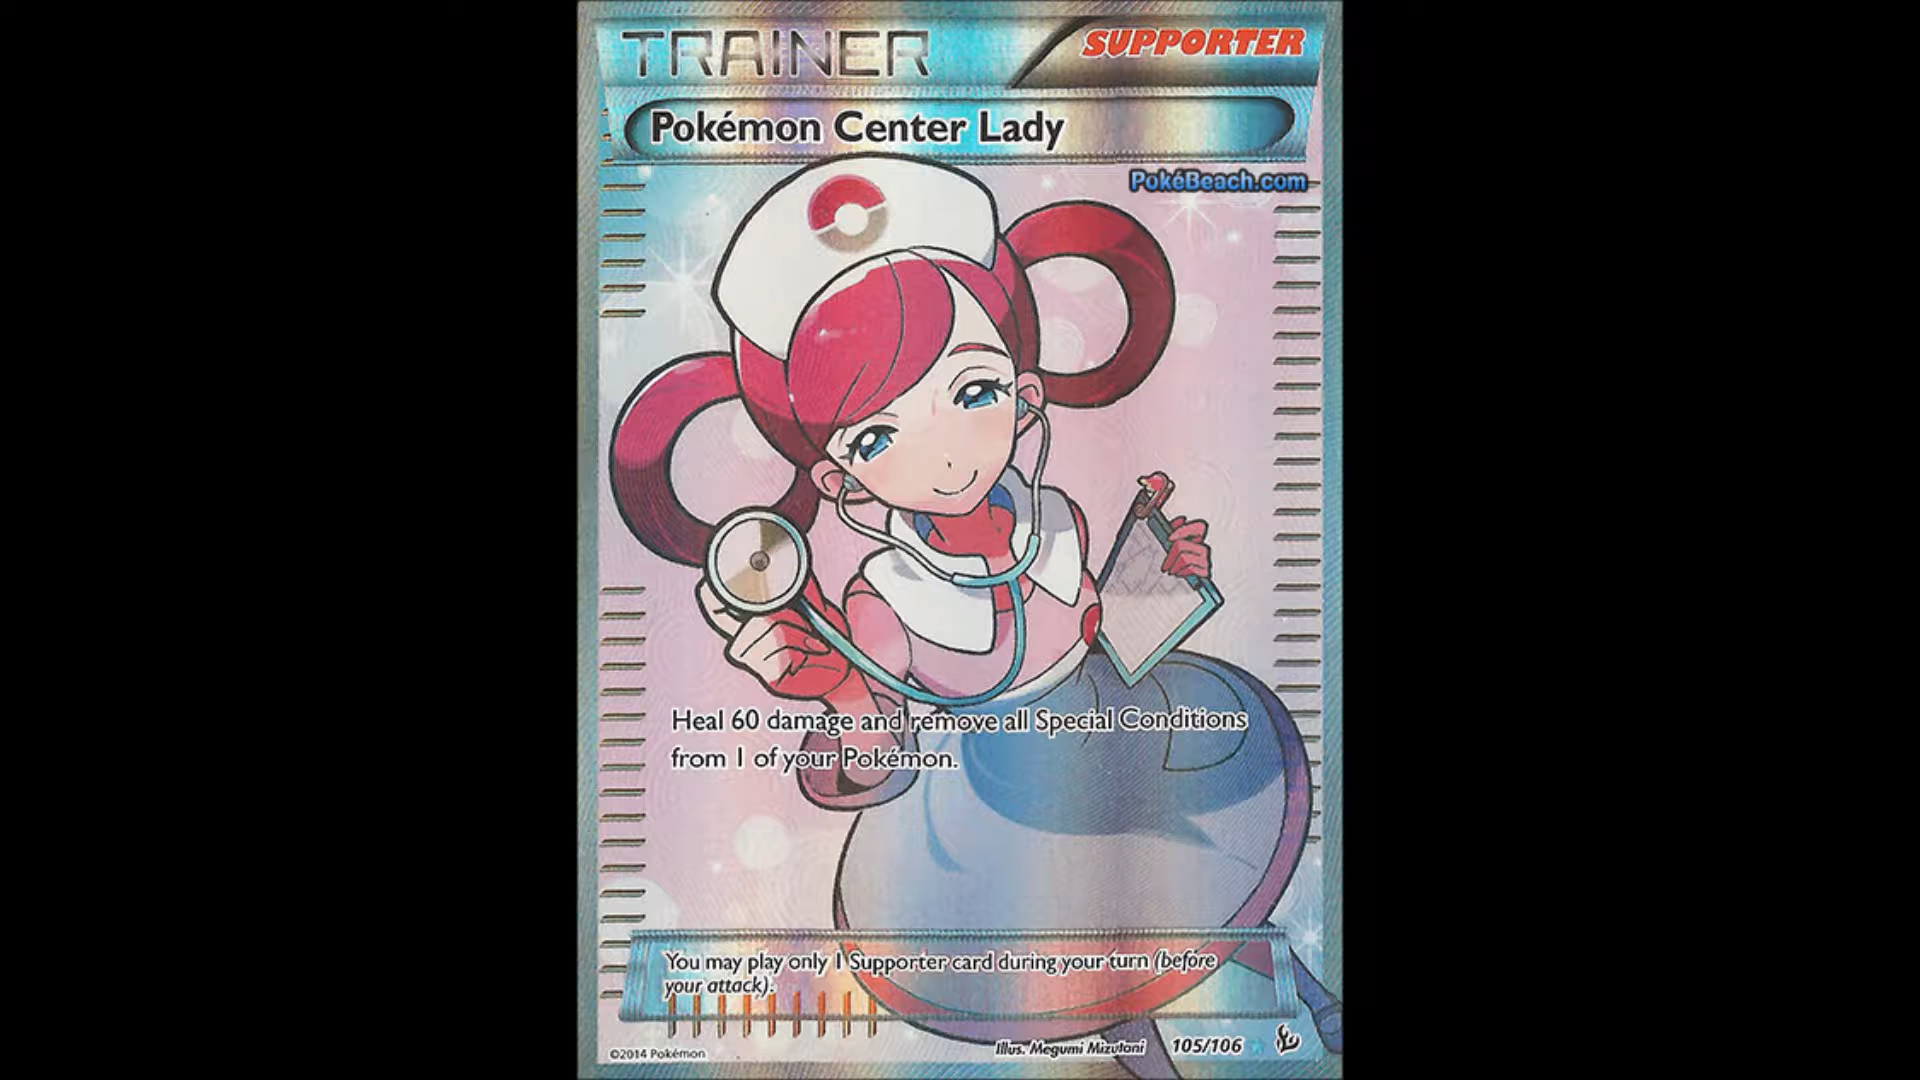 TRAINER
SUPPORTER
Pokémon Center Lady
PokéBeach.com
Heal 60 damage and remove all Special Conditions
from 1 of your Pokémon.
You may play only 1 Supporter card during your turn (before
your attack).
©2014 Pokémon
Illus. Megumi Mizutani
105/106